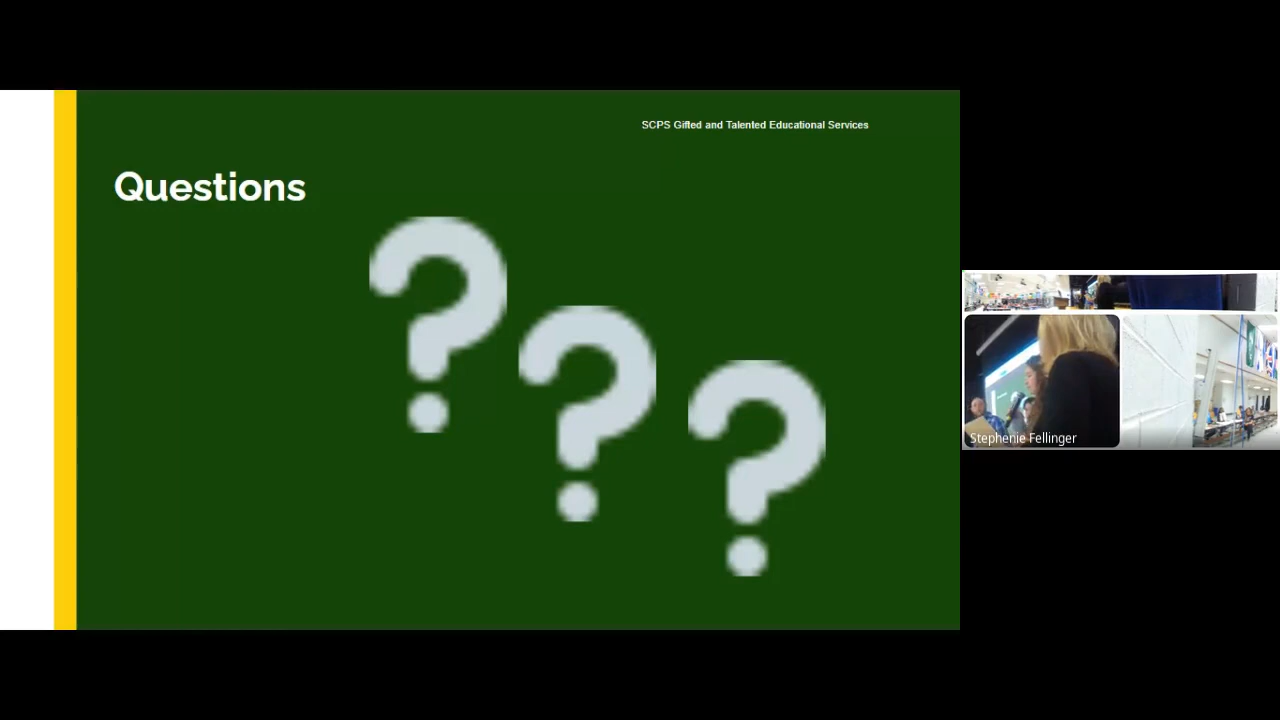 SCPS Gifted and Talented Educational Services
Questions
? ? ?
Stephenie Fellinger